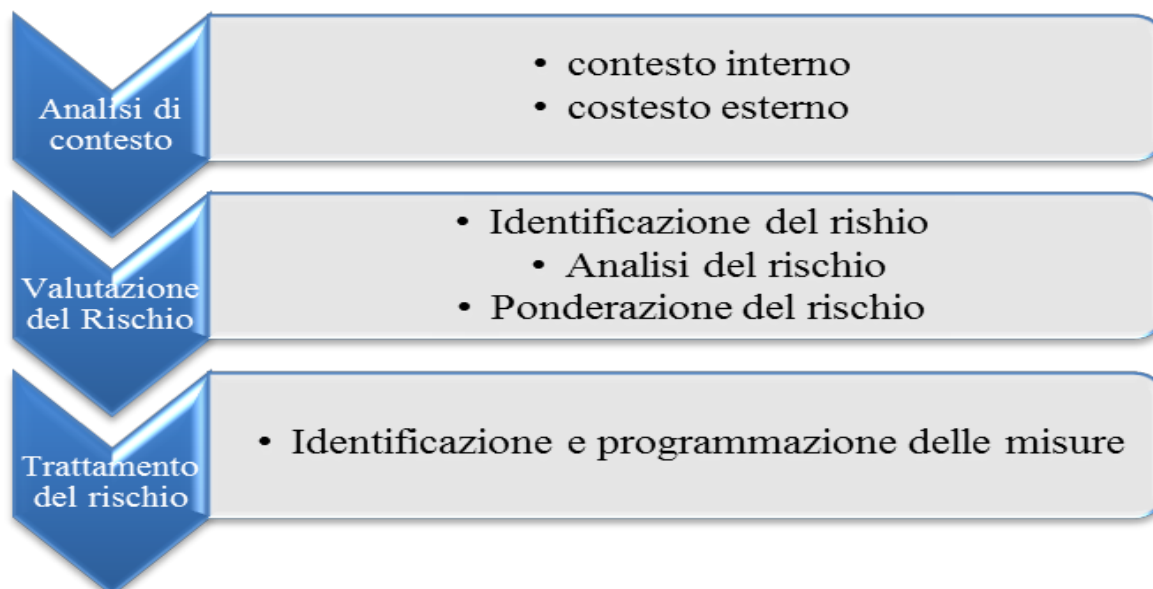 Analisi di
contesto
• contesto interno
• costesto esterno
Valutazione
del Rischio
• Identificazione del rishio
• Analisi del rischio
• Ponderazione del rischio
Trattamento
del rischio
• Identificazione e programmazione delle misure